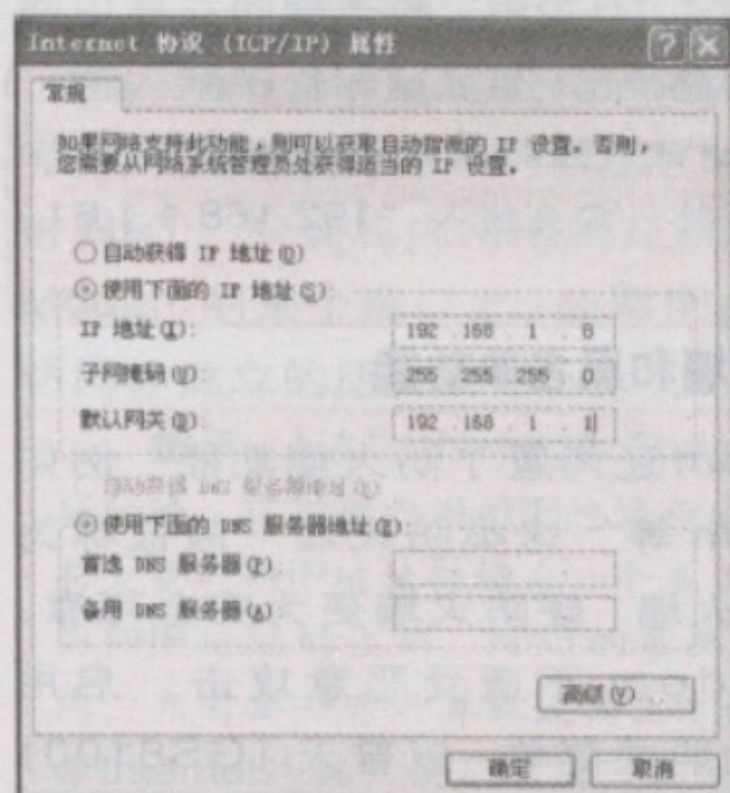 Internet 协议 (TCP/IP) 属性
常规
如果网络支持此功能，则可以获取自动指派的 IP 设置。否则，
您需要从网络系统管理员处获得适当的 IP 设置。
自动获得 IP 地址(O)
使用下面的 IP 地址(S):
IP 地址(I): 192 .168 . 1 . 8
子网掩码(U): 255 .255 .255 . 0
默认网关(D): 192 .168 . 1 . 1
使用下面的 DNS 服务器地址(E):
首选 DNS 服务器(P):
备用 DNS 服务器(A):
高级(V)...
确定 取消